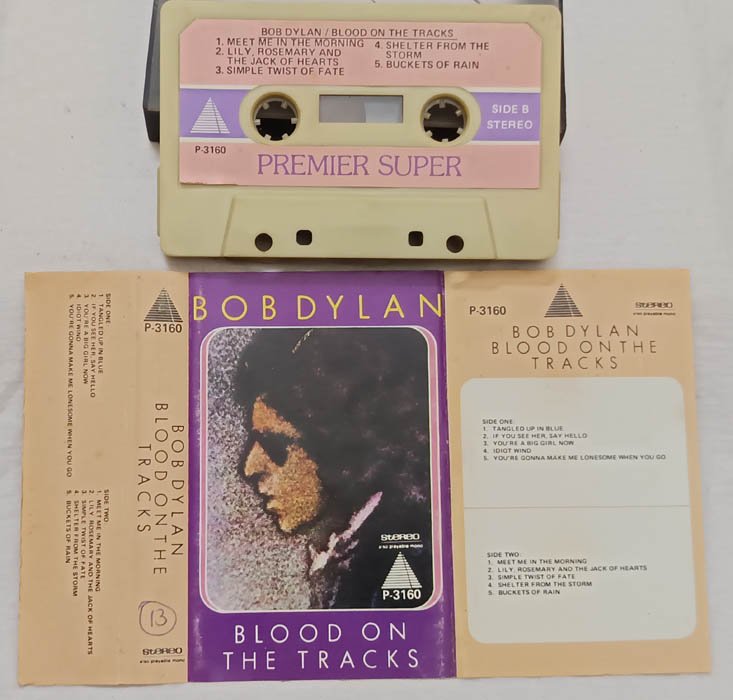 BOB DYLAN / BLOOD ON THE TRACKS
1. MEET ME IN THE MORNING
2. LILY, ROSEMARY AND
THE JACK OF HEARTS
3. SIMPLE TWIST OF FATE
4. SHELTER FROM THE
STORM
5. BUCKETS OF RAIN
SIDE B
STEREO
P-3160
PREMIER SUPER
SIDE ONE
1. TANGLED UP IN BLUE
2. IF YOU SEE HER, SAY HELLO
3. YOU'RE A BIG GIRL NOW
4. IDIOT WIND
5. YOU'RE GONNA MAKE ME LONESOME WHEN YOU GO
SIDE TWO
1. MEET ME IN THE MORNING
2. LILY, ROSEMARY AND THE JACK OF HEARTS
3. SIMPLE TWIST OF FATE
4. SHELTER FROM THE STORM
5. BUCKETS OF RAIN
P-3160
BOB DYLAN
BLOOD ON THE
TRACKS
13
STEREO
also playable mono
BOB DYLAN
STEREO
also playable mono
P-3160
BLOOD ON
THE TRACKS
P-3160
STEREO
also playable mono
BOB DYLAN
BLOOD ON THE
TRACKS
SIDE ONE:
1. TANGLED UP IN BLUE
2. IF YOU SEE HER, SAY HELLO
3. YOU'RE A BIG GIRL NOW
4. IDIOT WIND
5. YOU'RE GONNA MAKE ME LONESOME WHEN YOU GO
SIDE TWO:
1. MEET ME IN THE MORNING
2. LILY, ROSEMARY AND THE JACK OF HEARTS
3. SIMPLE TWIST OF FATE
4. SHELTER FROM THE STORM
5. BUCKETS OF RAIN